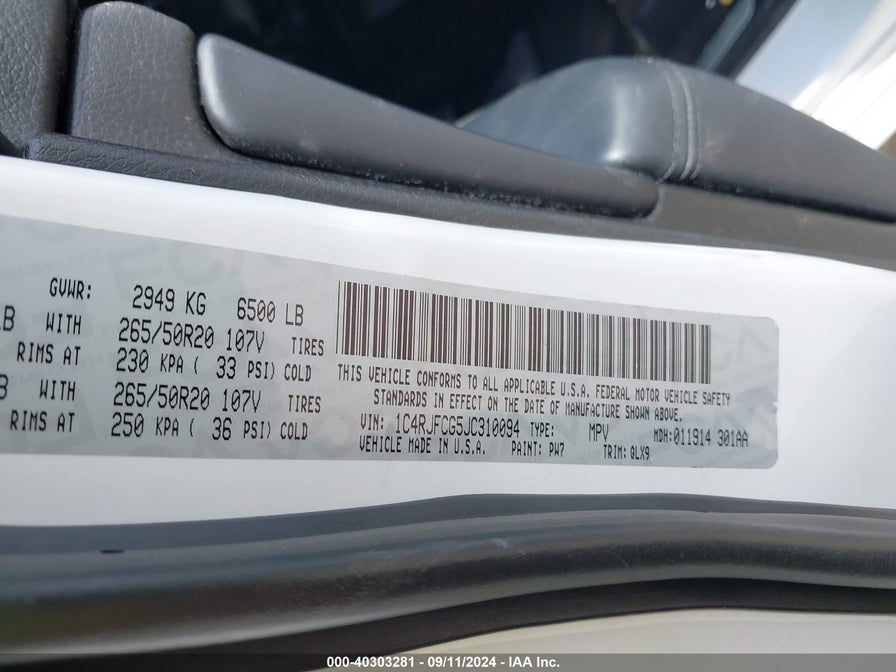 GVWR: 2949 KG 6500 LB
LB WITH 265/50R20 107V TIRES
RIMS AT 230 KPA ( 33 PSI) COLD
WITH 265/50R20 107V TIRES
RIMS AT 250 KPA ( 36 PSI) COLD
THIS VEHICLE CONFORMS TO ALL APPLICABLE U.S.A. FEDERAL MOTOR VEHICLE SAFETY
STANDARDS IN EFFECT ON THE DATE OF MANUFACTURE SHOWN ABOVE.
VIN: 1C4RJFCG5JC310094 TYPE: MPV MDH:011914 301AA
VEHICLE MADE IN U.S.A. PAINT: PW7 TRIM: QLX9
000-40303281 - 09/11/2024 - IAA Inc.